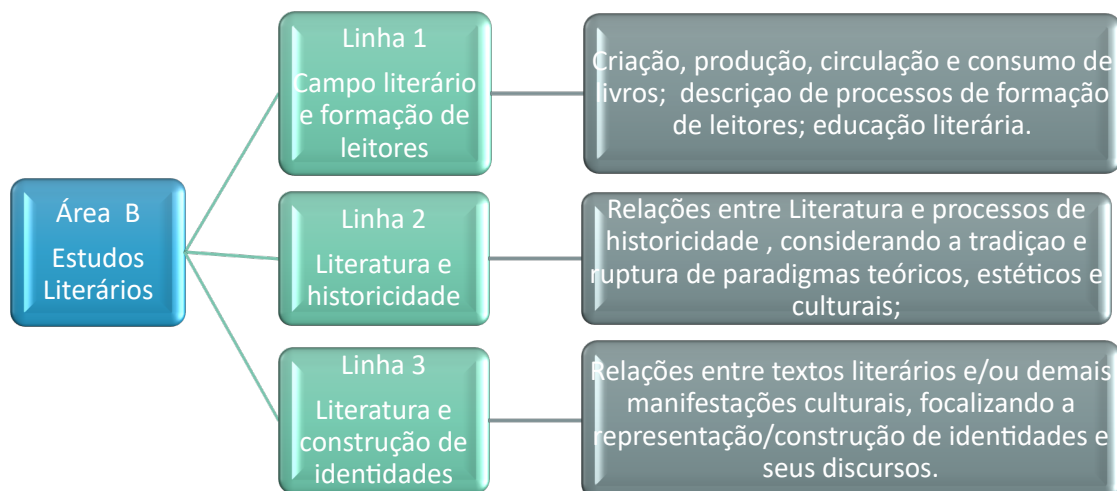 Área B
Estudos
Literários
Linha 1
Campo literário
e formação de
leitores
Criação, produção, circulação e consumo de
livros; descriçao de processos de formação
de leitores; educação literária.
Linha 2
Literatura e
historicidade
Relações entre Literatura e processos de
historicidade , considerando a tradiçao e
ruptura de paradigmas teóricos, estéticos e
culturais;
Linha 3
Literatura e
construção de
identidades
Relações entre textos literários e/ou demais
manifestações culturais, focalizando a
representação/construção de identidades e
seus discursos.